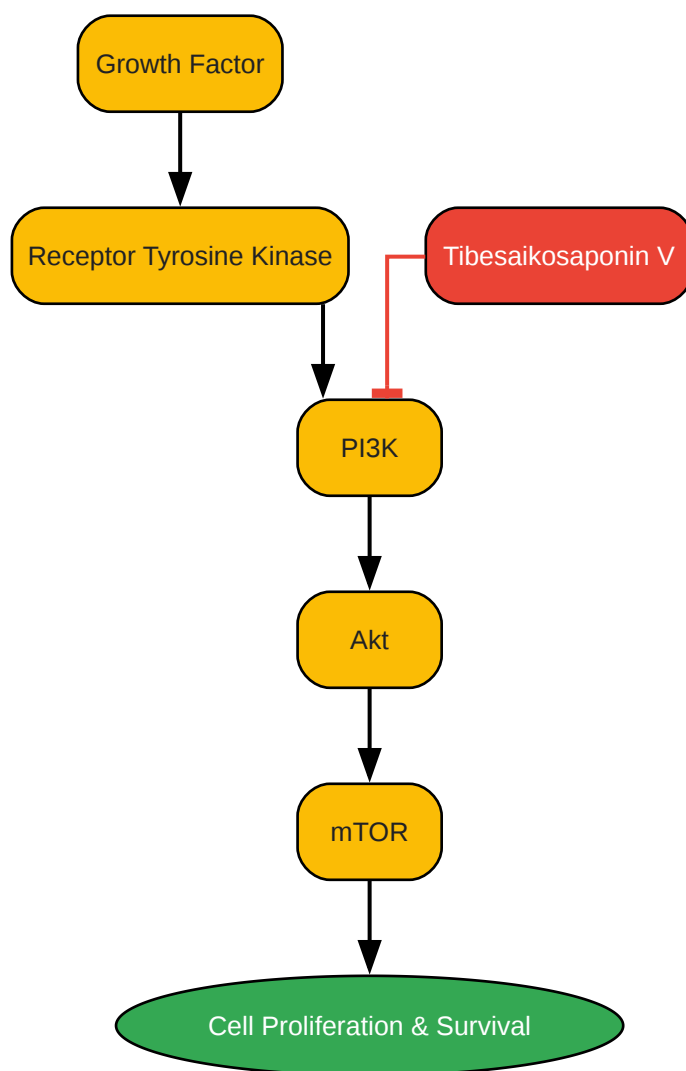 Growth Factor
Receptor Tyrosine Kinase
Tibesaikosaponin V
PI3K
Akt
mTOR
Cell Proliferation & Survival